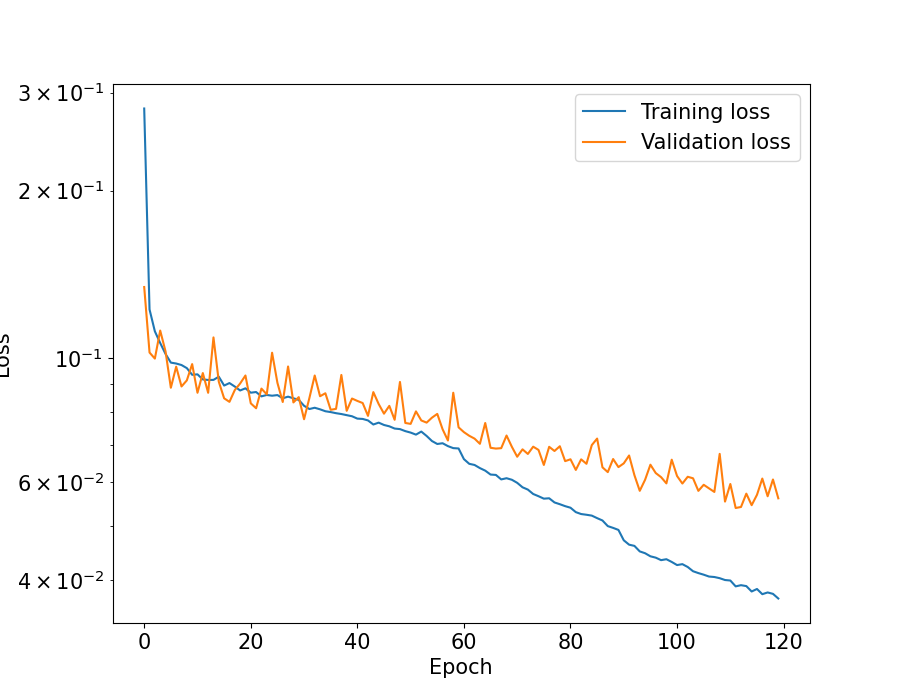 3 × 10⁻¹
2 × 10⁻¹
10⁻¹
6 × 10⁻²
4 × 10⁻²
Loss
Training loss
Validation loss
0 20 40 60 80 100 120
Epoch